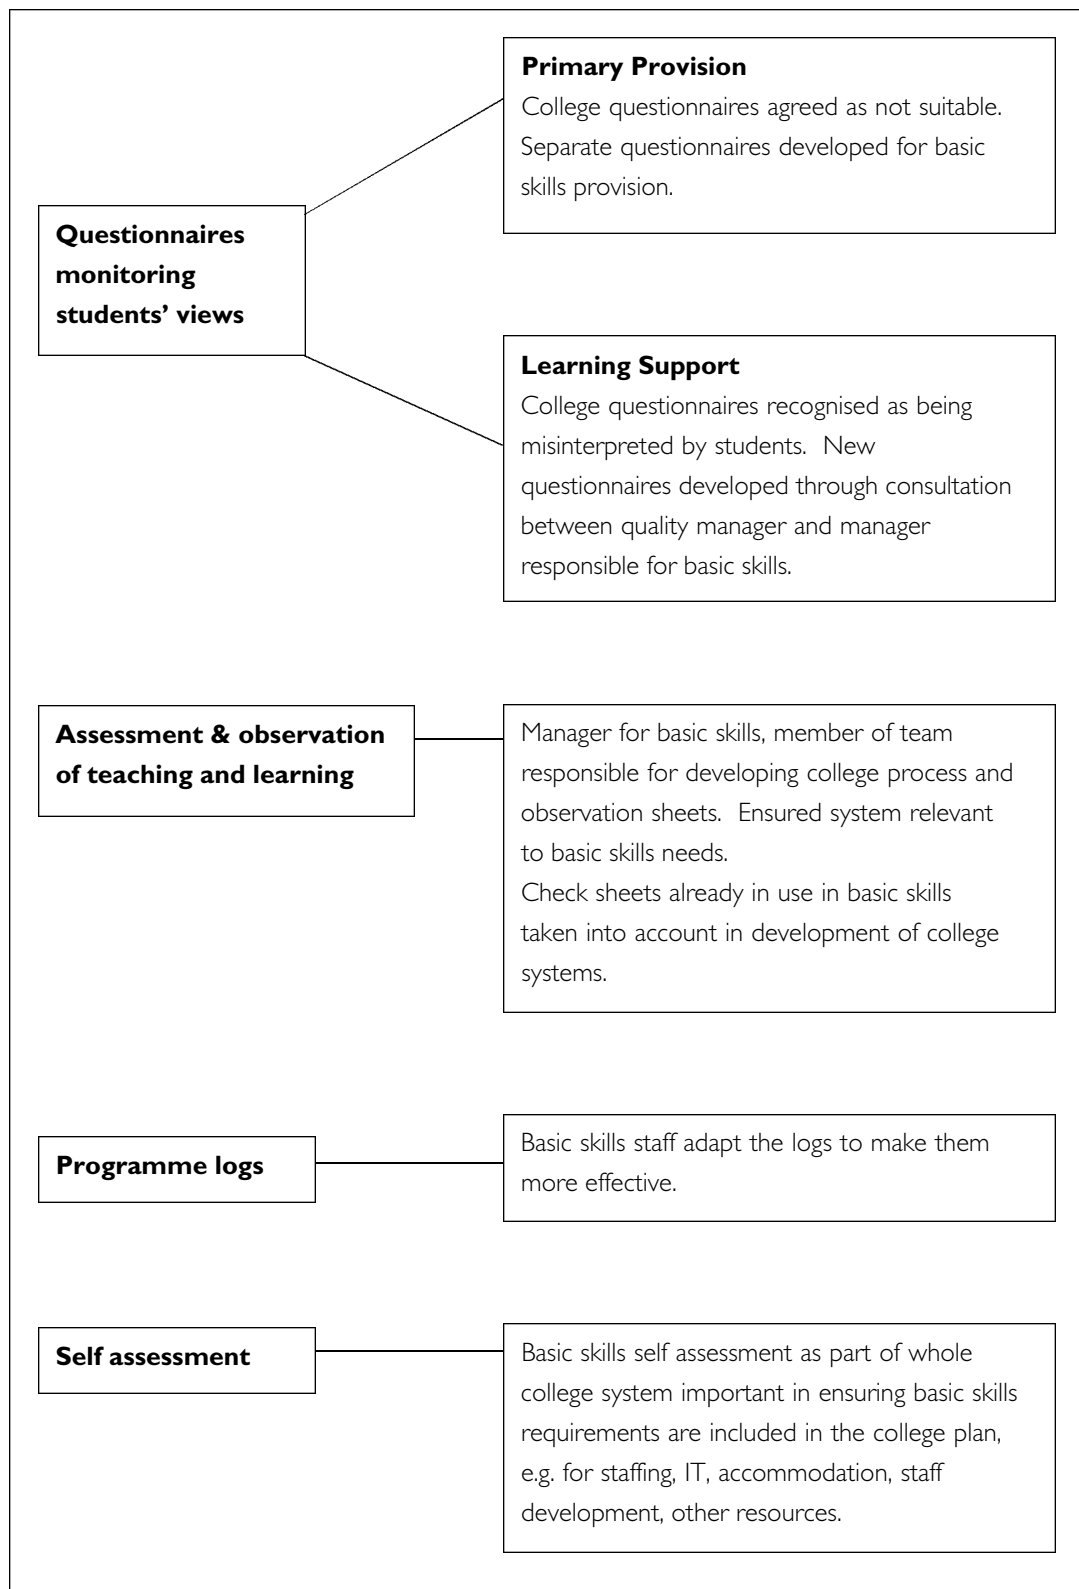 Questionnaires
monitoring
students’ views
Primary Provision
College questionnaires agreed as not suitable.
Separate questionnaires developed for basic
skills provision.
Learning Support
College questionnaires recognised as being
misinterpreted by students.  New
questionnaires developed through consultation
between quality manager and manager
responsible for basic skills.
Assessment & observation
of teaching and learning
Manager for basic skills, member of team
responsible for developing college process and
observation sheets.  Ensured system relevant
to basic skills needs.
Check sheets already in use in basic skills
taken into account in development of college
systems.
Programme logs
Basic skills staff adapt the logs to make them
more effective.
Self assessment
Basic skills self assessment as part of whole
college system important in ensuring basic skills
requirements are included in the college plan,
e.g. for staffing, IT, accommodation, staff
development, other resources.